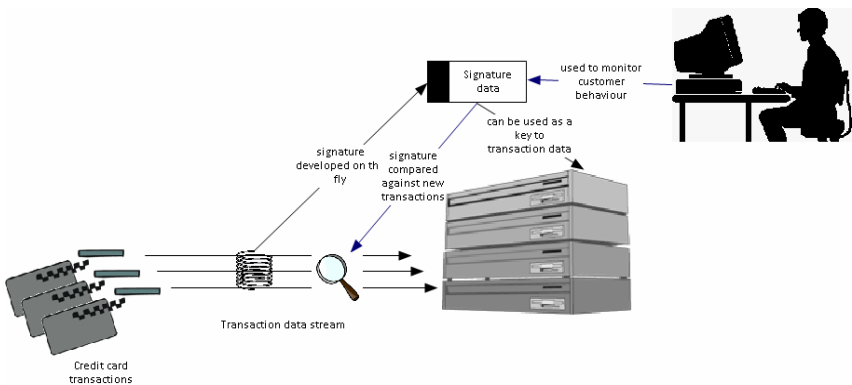 Signature
data
used to monitor
customer
behaviour
can be used as a
key to
transaction data
signature
developed on th
fly
signature
compared
against new
transactions
Transaction data stream
Credit card
transactions